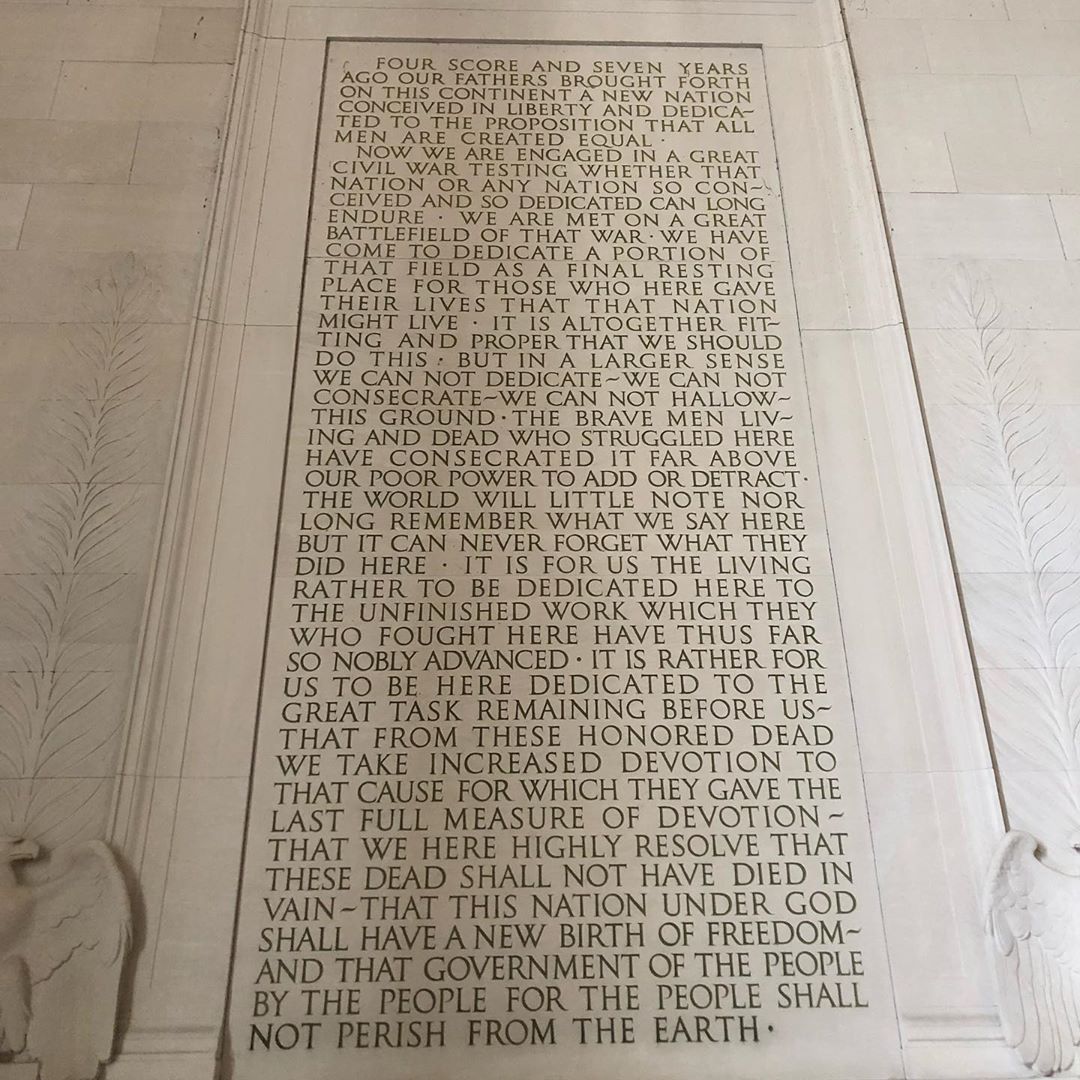 FOUR SCORE AND SEVEN YEARS
AGO OUR FATHERS BROUGHT FORTH
ON THIS CONTINENT A NEW NATION
CONCEIVED IN LIBERTY AND DEDICA~
TED TO THE PROPOSITION THAT ALL
MEN ARE CREATED EQUAL ·
NOW WE ARE ENGAGED IN A GREAT
CIVIL WAR TESTING WHETHER THAT
NATION OR ANY NATION SO CON~
CEIVED AND SO DEDICATED CAN LONG
ENDURE · WE ARE MET ON A GREAT
BATTLEFIELD OF THAT WAR · WE HAVE
COME TO DEDICATE A PORTION OF
THAT FIELD AS A FINAL RESTING
PLACE FOR THOSE WHO HERE GAVE
THEIR LIVES THAT THAT NATION
MIGHT LIVE · IT IS ALTOGETHER FIT~
TING AND PROPER THAT WE SHOULD
DO THIS · BUT IN A LARGER SENSE
WE CAN NOT DEDICATE~WE CAN NOT
CONSECRATE~WE CAN NOT HALLOW~
THIS GROUND · THE BRAVE MEN LIV~
ING AND DEAD WHO STRUGGLED HERE
HAVE CONSECRATED IT FAR ABOVE
OUR POOR POWER TO ADD OR DETRACT ·
THE WORLD WILL LITTLE NOTE NOR
LONG REMEMBER WHAT WE SAY HERE
BUT IT CAN NEVER FORGET WHAT THEY
DID HERE · IT IS FOR US THE LIVING
RATHER TO BE DEDICATED HERE TO
THE UNFINISHED WORK WHICH THEY
WHO FOUGHT HERE HAVE THUS FAR
SO NOBLY ADVANCED · IT IS RATHER FOR
US TO BE HERE DEDICATED TO THE
GREAT TASK REMAINING BEFORE US~
THAT FROM THESE HONORED DEAD
WE TAKE INCREASED DEVOTION TO
THAT CAUSE FOR WHICH THEY GAVE THE
LAST FULL MEASURE OF DEVOTION~
THAT WE HERE HIGHLY RESOLVE THAT
THESE DEAD SHALL NOT HAVE DIED IN
VAIN~THAT THIS NATION UNDER GOD
SHALL HAVE A NEW BIRTH OF FREEDOM~
AND THAT GOVERNMENT OF THE PEOPLE
BY THE PEOPLE FOR THE PEOPLE SHALL
NOT PERISH FROM THE EARTH ·